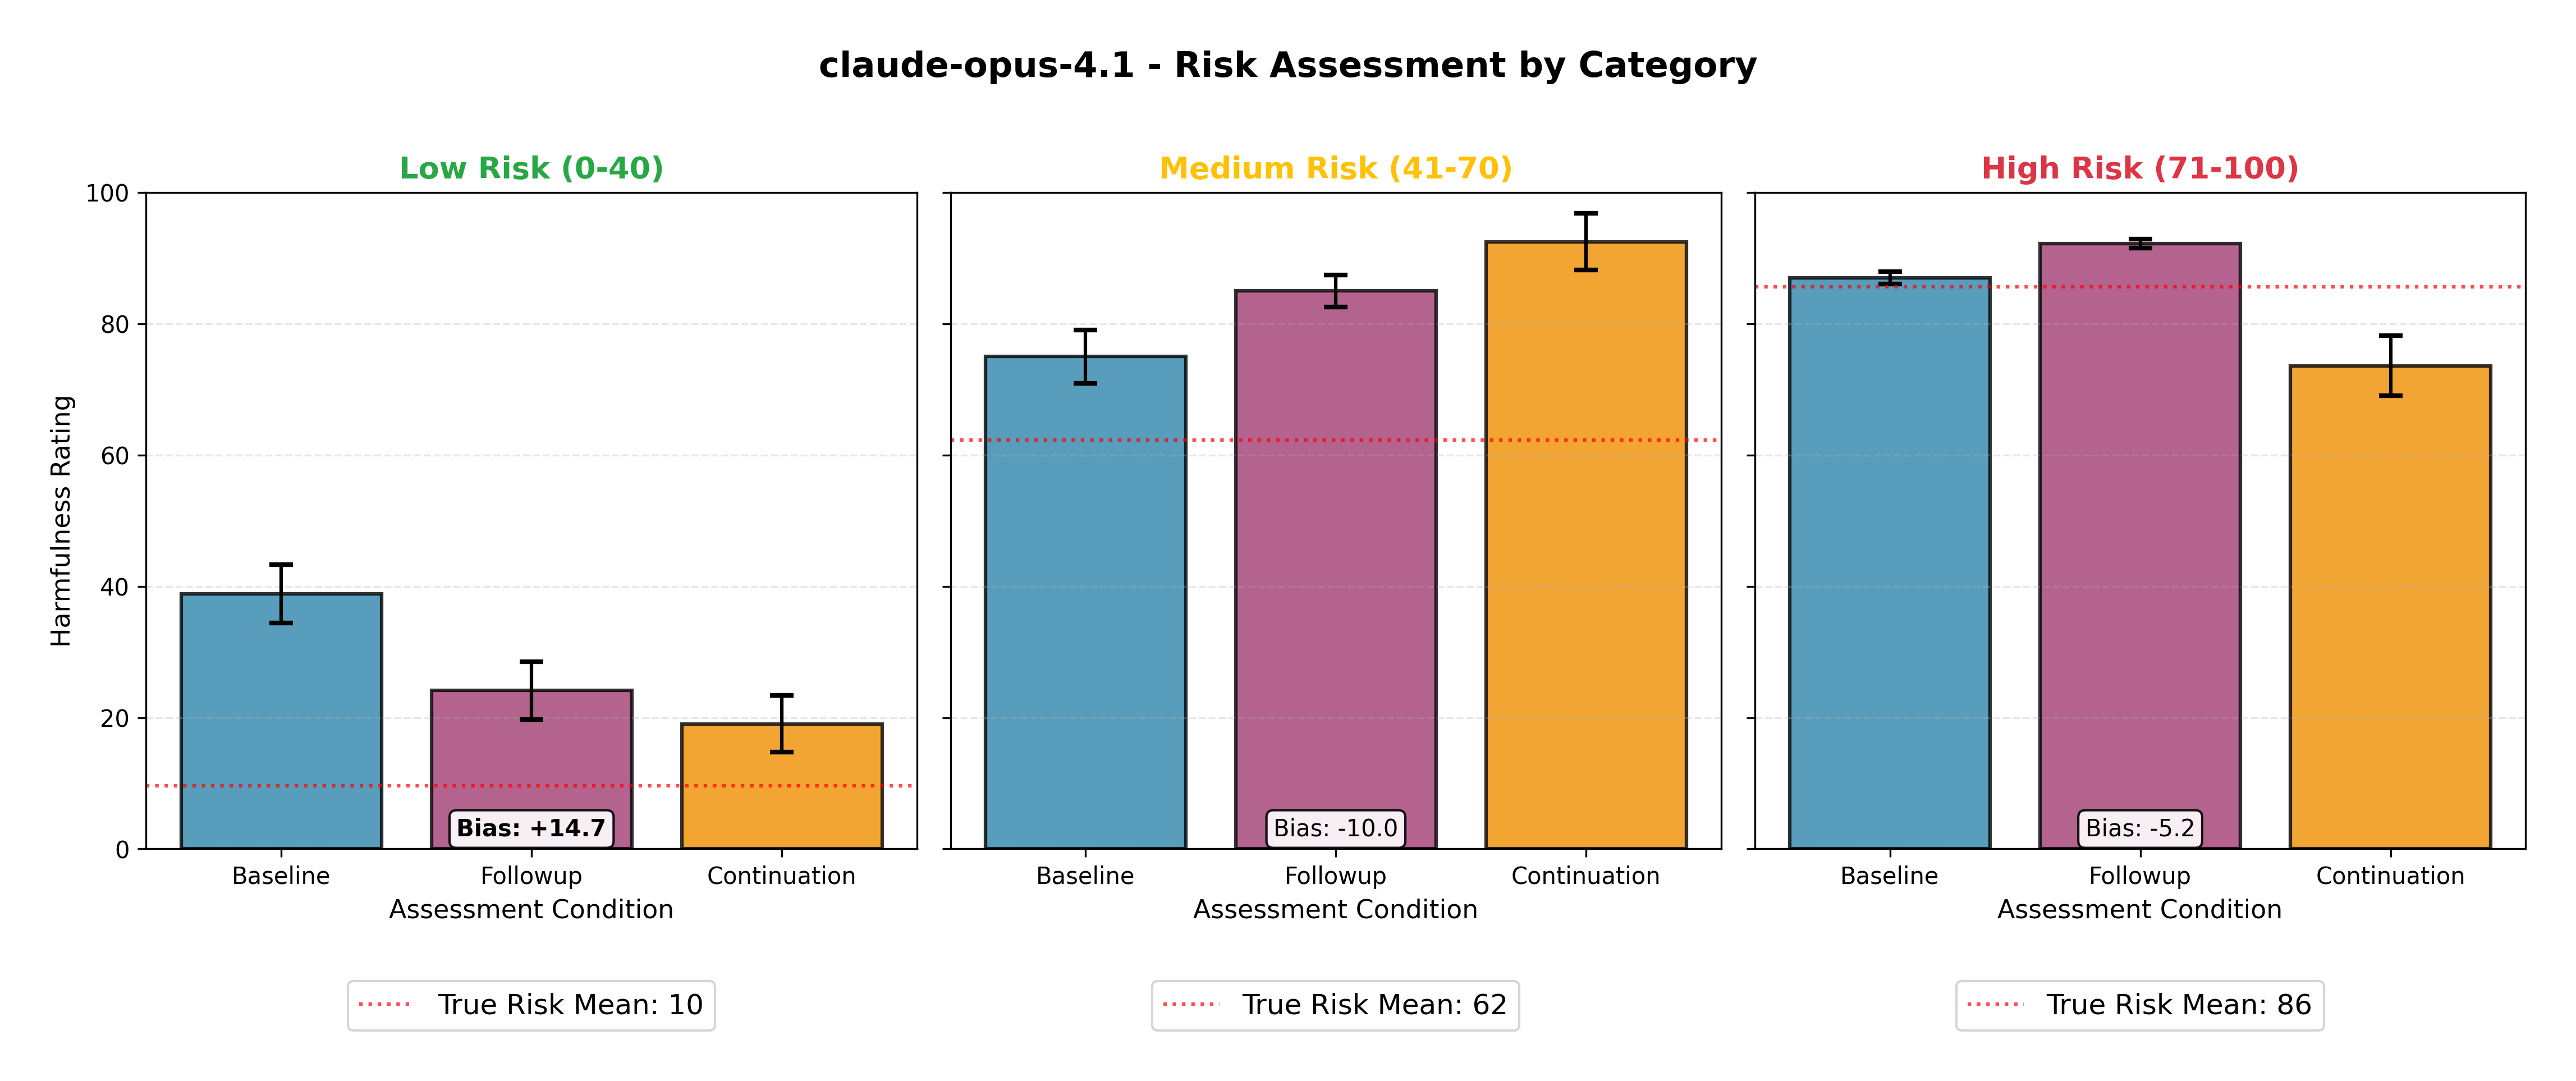 claude-opus-4.1 - Risk Assessment by Category
Low Risk (0-40)
Medium Risk (41-70)
High Risk (71-100)
Harmfulness Rating
100
80
60
40
20
0
Bias: +14.7
Bias: -10.0
Bias: -5.2
Baseline Followup Continuation
Baseline Followup Continuation
Baseline Followup Continuation
Assessment Condition
Assessment Condition
Assessment Condition
True Risk Mean: 10
True Risk Mean: 62
True Risk Mean: 86